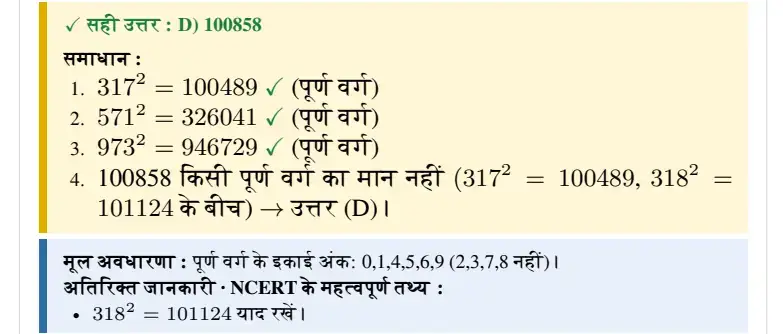 ✓ सही उत्तर : D) 100858
समाधान :
1. 317² = 100489 ✓ (पूर्ण वर्ग)
2. 571² = 326041 ✓ (पूर्ण वर्ग)
3. 973² = 946729 ✓ (पूर्ण वर्ग)
4. 100858 किसी पूर्ण वर्ग का मान नहीं (317² = 100489, 318² =
101124 के बीच) → उत्तर (D)।
मूल अवधारणा : पूर्ण वर्ग के इकाई अंक: 0,1,4,5,6,9 (2,3,7,8 नहीं)।
अतिरिक्त जानकारी · NCERT के महत्वपूर्ण तथ्य :
• 318² = 101124 याद रखें।